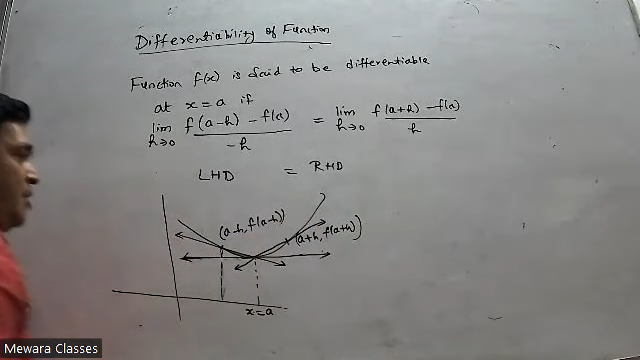 Differentiability of Function
Function f(x) is said to be differentiable
at x = a if
lim h→0 f(a-h) - f(a) / -h = lim h→0 f(a+h) - f(a) / h
LHD = RHD
(a-h, f(a-h))
(a+h, f(a+h))
x=a
Mewara Classes